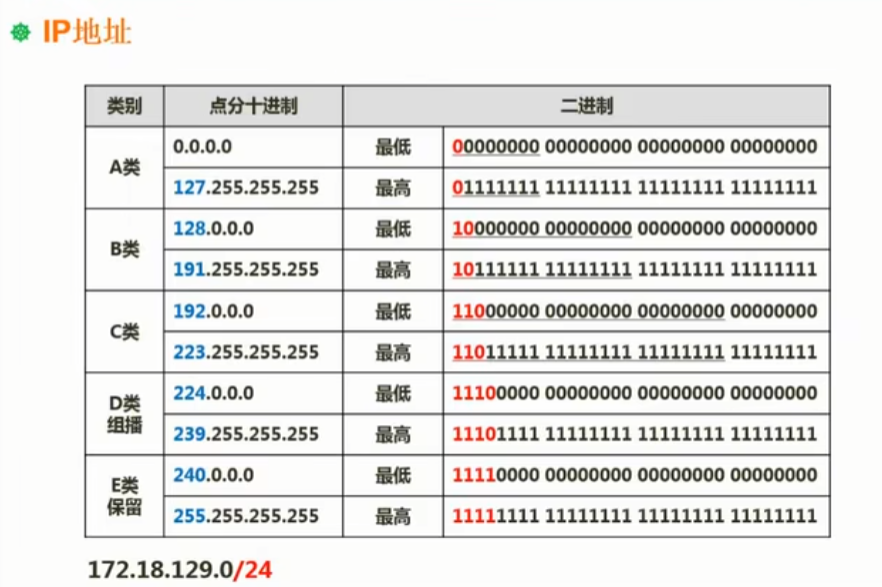 IP地址
类别 点分十进制 二进制
A类 0.0.0.0 最低 00000000 00000000 00000000 00000000
127.255.255.255 最高 01111111 11111111 11111111 11111111
B类 128.0.0.0 最低 10000000 00000000 00000000 00000000
191.255.255.255 最高 10111111 11111111 11111111 11111111
C类 192.0.0.0 最低 11000000 00000000 00000000 00000000
223.255.255.255 最高 11011111 11111111 11111111 11111111
D类 组播 224.0.0.0 最低 11100000 00000000 00000000 00000000
239.255.255.255 最高 11101111 11111111 11111111 11111111
E类 保留 240.0.0.0 最低 11110000 00000000 00000000 00000000
255.255.255.255 最高 11111111 11111111 11111111 11111111
172.18.129.0/24